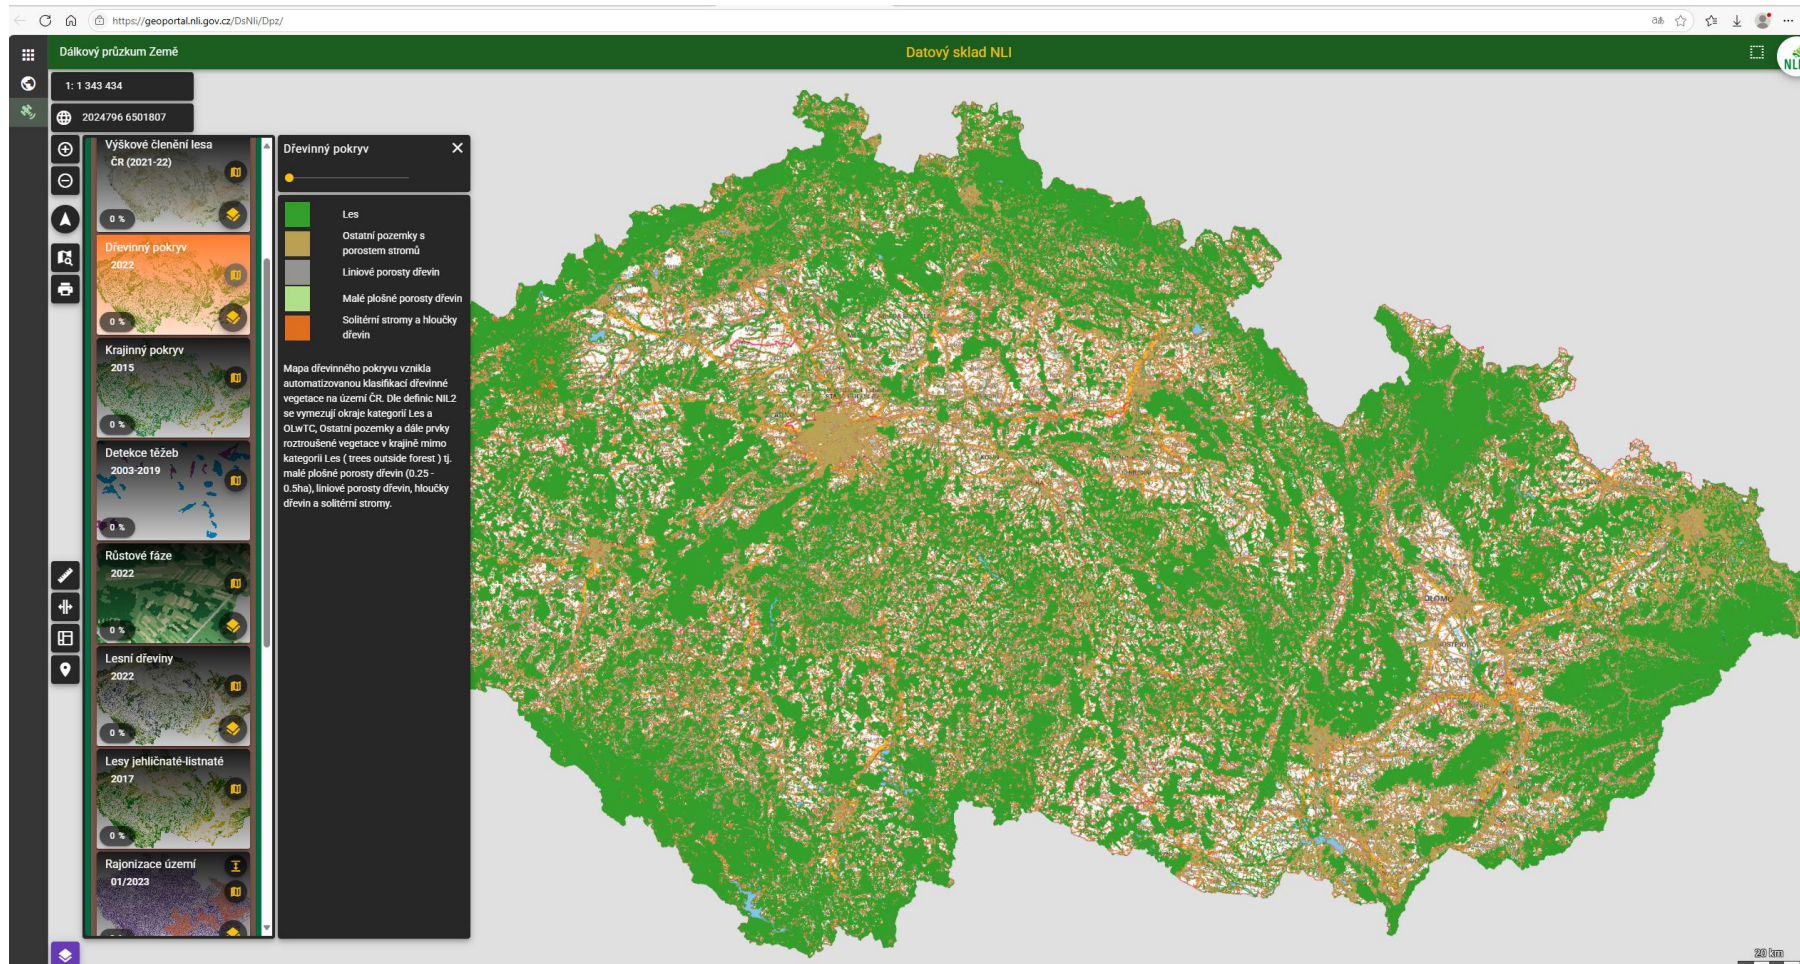 https://geoportal.nli.gov.cz/DsNli/Dpz/
Dálkový průzkum Země
Datový sklad NLI
NLI
1: 1 343 434
2024796 6501807
Výškové členění lesa
ČR (2021-22)
0 %
Dřevinný pokryv
2022
0 %
Krajinný pokryv
2015
0 %
Detekce těžeb
2003-2019
0 %
Růstové fáze
2022
0 %
Lesní dřeviny
2022
0 %
Lesy jehličnaté-listnaté
2017
0 %
Rajonizace území
01/2023
Dřevinný pokryv
Les
Ostatní pozemky s
porostem stromů
Liniové porosty dřevin
Malé plošné porosty dřevin
Solitérní stromy a hloučky
dřevin
Mapa dřevinného pokryvu vznikla
automatizovanou klasifikací dřevinné
vegetace na území ČR. Dle definic NIL2
se vymezují okraje kategorií Les a
OLwTC, Ostatní pozemky a dále prvky
roztroušené vegetace v krajině mimo
kategorii Les ( trees outside forest ) tj.
malé plošné porosty dřevin (0.25 -
0.5ha), liniové porosty dřevin, hloučky
dřevin a solitérní stromy.
20 km